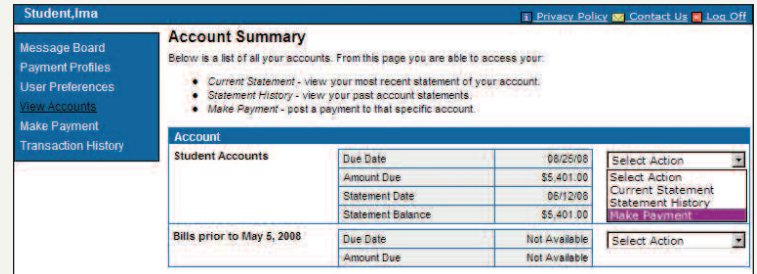 Student,Ima
Privacy Policy Contact Us Log Off
Message Board
Payment Profiles
User Preferences
View Accounts
Make Payment
Transaction History
Account Summary
Below is a list of all your accounts. From this page you are able to access your:
Current Statement - view your most recent statement of your account.
Statement History - view your past account statements.
Make Payment - post a payment to that specific account.
Account
Student Accounts
Due Date 08/25/08 Select Action
Amount Due $5,401.00 Select Action
Current Statement
Statement Date 06/12/08 Statement History
Statement Balance $5,401.00 Make Payment
Bills prior to May 5, 2008 Due Date Not Available Select Action
Amount Due Not Available